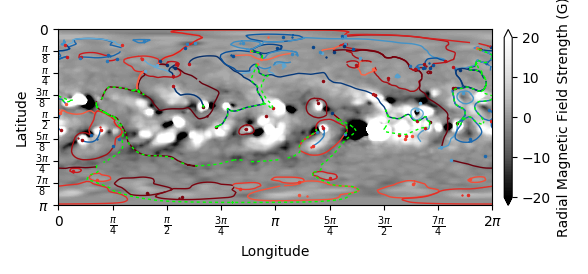 0
π/8
π/4
3π/8
π/2
5π/8
3π/4
7π/8
π
Latitude
0
π/4
π/2
3π/4
π
5π/4
3π/2
7π/4
2π
Longitude
20
10
0
−10
−20
Radial Magnetic Field Strength (G)